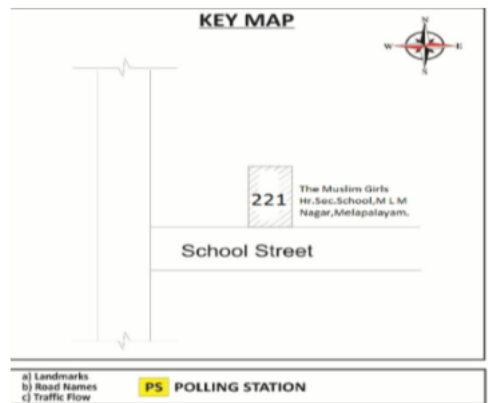 KEY MAP
N
W E
S
221
The Muslim Girls
Hr.Sec.School,M L M
Nagar,Melapalayam.
School Street
a) Landmarks
b) Road Names
c) Traffic Flow
PS POLLING STATION